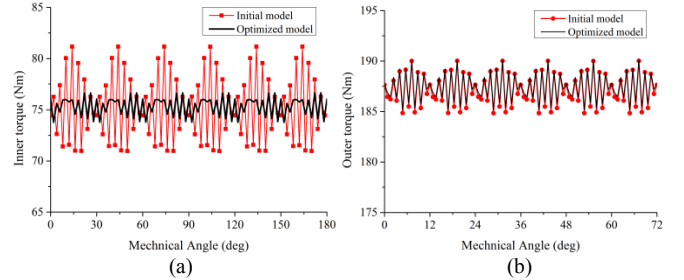 Initial model
Optimized model
85
80
75
70
65
Inner torque (Nm)
0 30 60 90 120 150 180
Mechnical Angle (deg)
(a)
Initial model
Optimized model
195
190
185
180
175
Outer torque (Nm)
0 12 24 36 48 60 72
Mechnical Angle (deg)
(b)